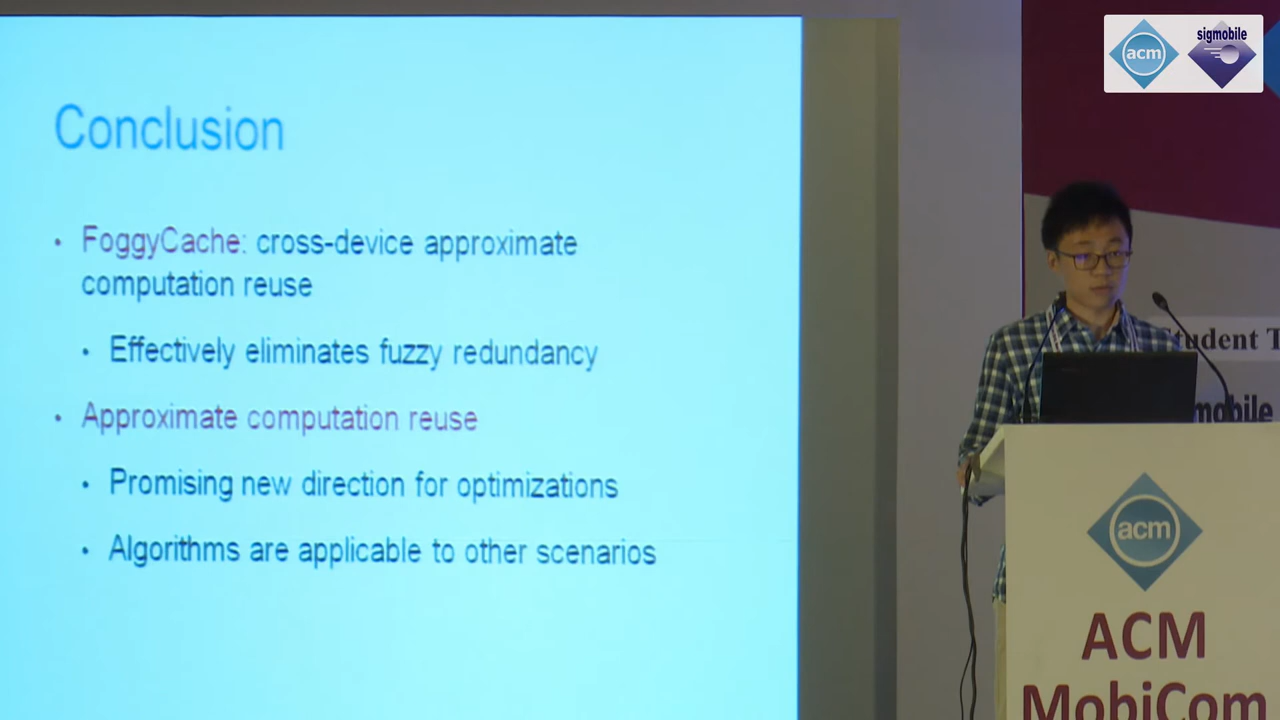 Conclusion
• FoggyCache: cross-device approximate
computation reuse
• Effectively eliminates fuzzy redundancy
• Approximate computation reuse
• Promising new direction for optimizations
• Algorithms are applicable to other scenarios
acm
sigmobile
Student T
mobile
acm
ACM
MobiCom